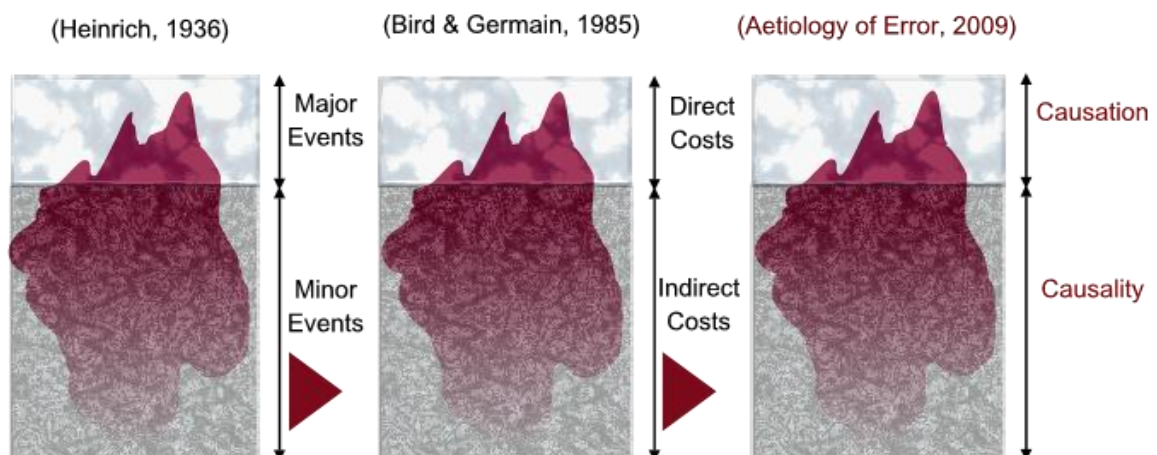 (Heinrich, 1936)
(Bird & Germain, 1985)
(Aetiology of Error, 2009)
Major
Events
Direct
Costs
Causation
Minor
Events
Indirect
Costs
Causality